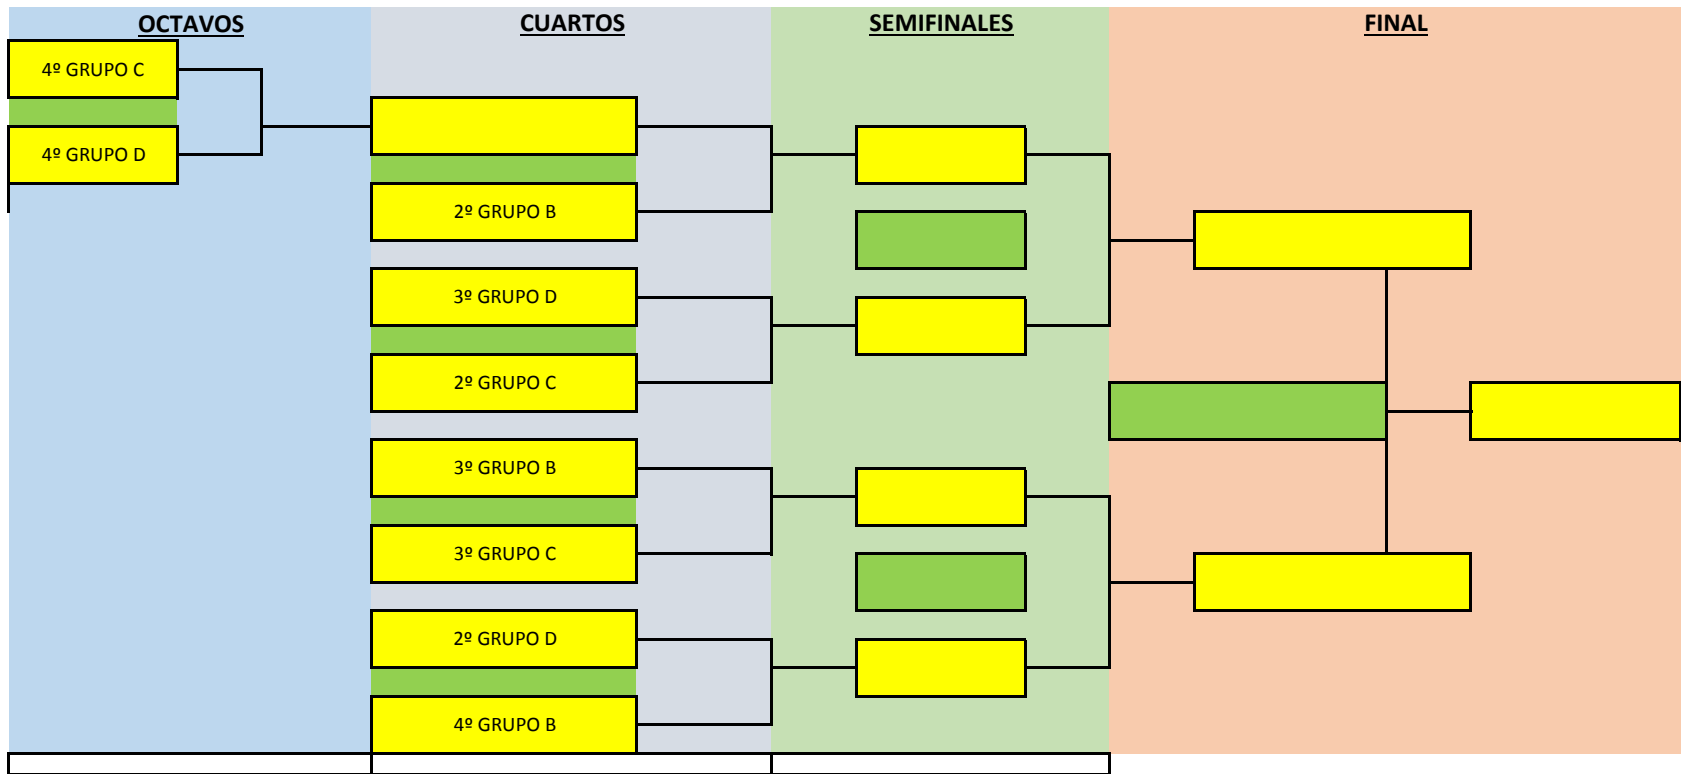 OCTAVOS
CUARTOS
SEMIFINALES
FINAL
4º GRUPO C
4º GRUPO D
2º GRUPO B
3º GRUPO D
2º GRUPO C
3º GRUPO B
3º GRUPO C
2º GRUPO D
4º GRUPO B